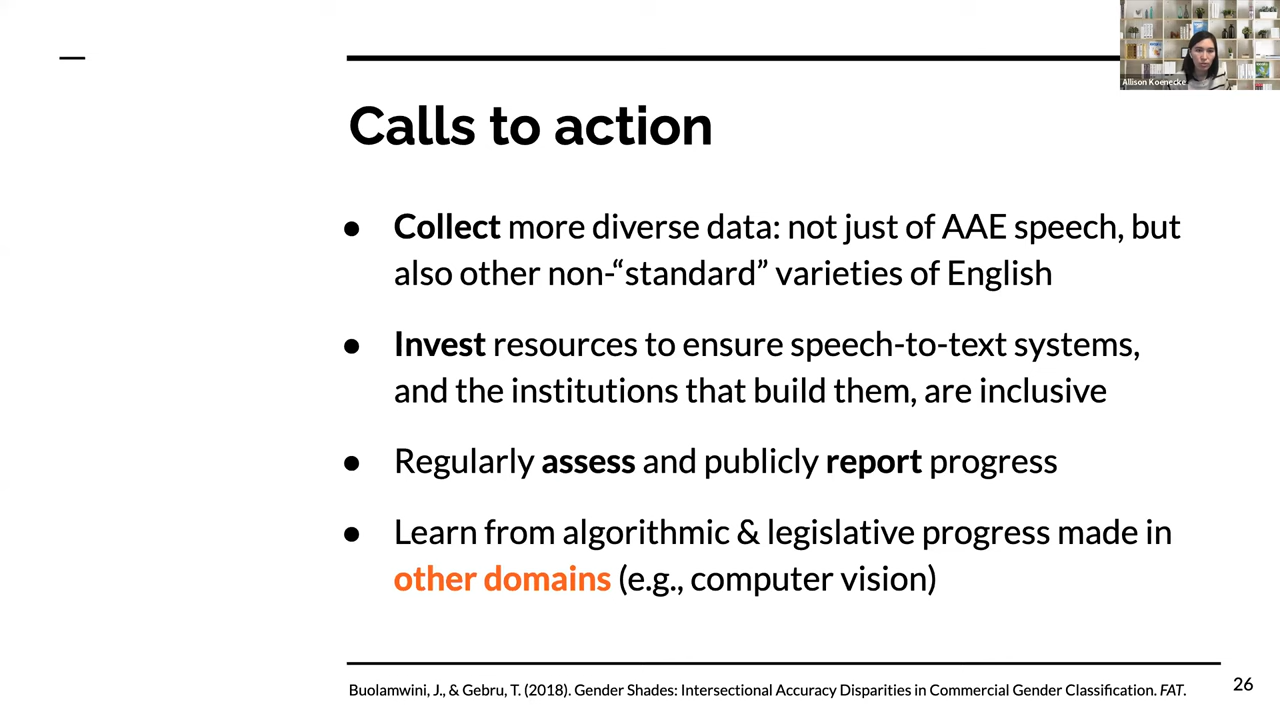 Allison Koenecke
Calls to action
● Collect more diverse data: not just of AAE speech, but
also other non-“standard” varieties of English
● Invest resources to ensure speech-to-text systems,
and the institutions that build them, are inclusive
● Regularly assess and publicly report progress
● Learn from algorithmic & legislative progress made in
other domains (e.g., computer vision)
Buolamwini, J., & Gebru, T. (2018). Gender Shades: Intersectional Accuracy Disparities in Commercial Gender Classification. FAT.
26